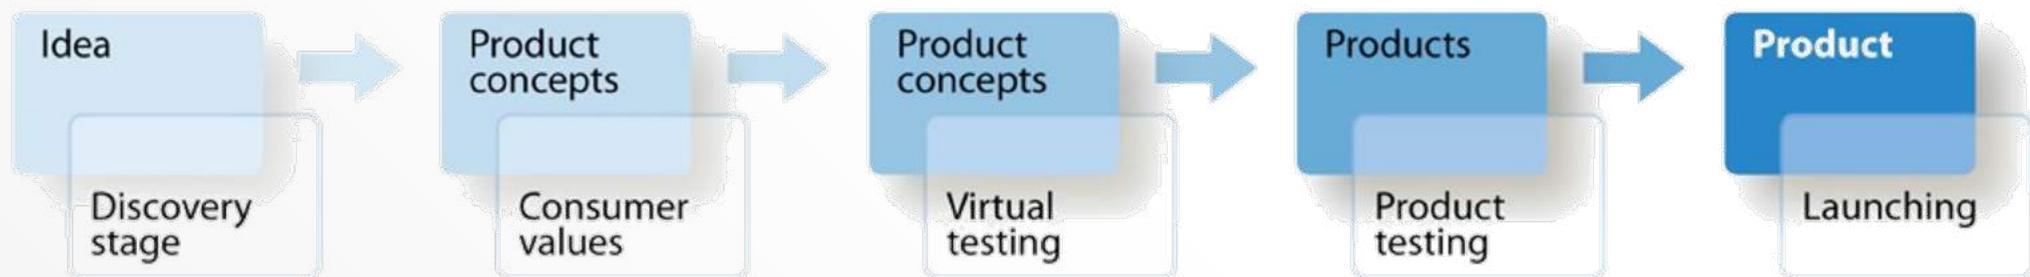 Idea
Discovery
stage
Product
concepts
Consumer
values
Product
concepts
Virtual
testing
Products
Product
testing
Product
Launching